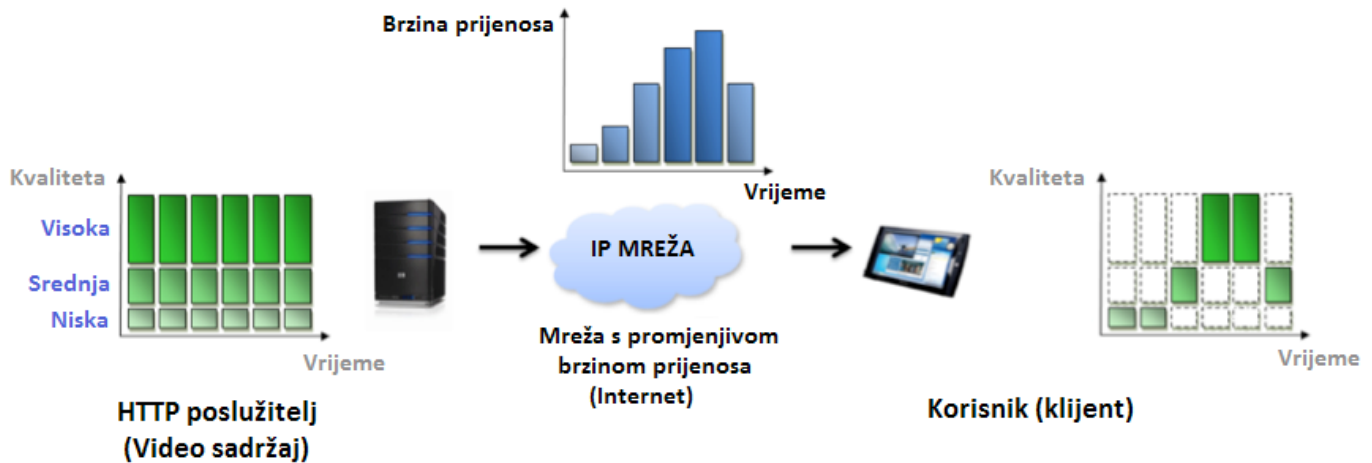 Brzina prijenosa
Vrijeme
Kvaliteta
Visoka
Srednja
Niska
Vrijeme
HTTP poslužitelj
(Video sadržaj)
IP MREŽA
Mreža s promjenjivom
brzinom prijenosa
(Internet)
Kvaliteta
Vrijeme
Korisnik (klijent)